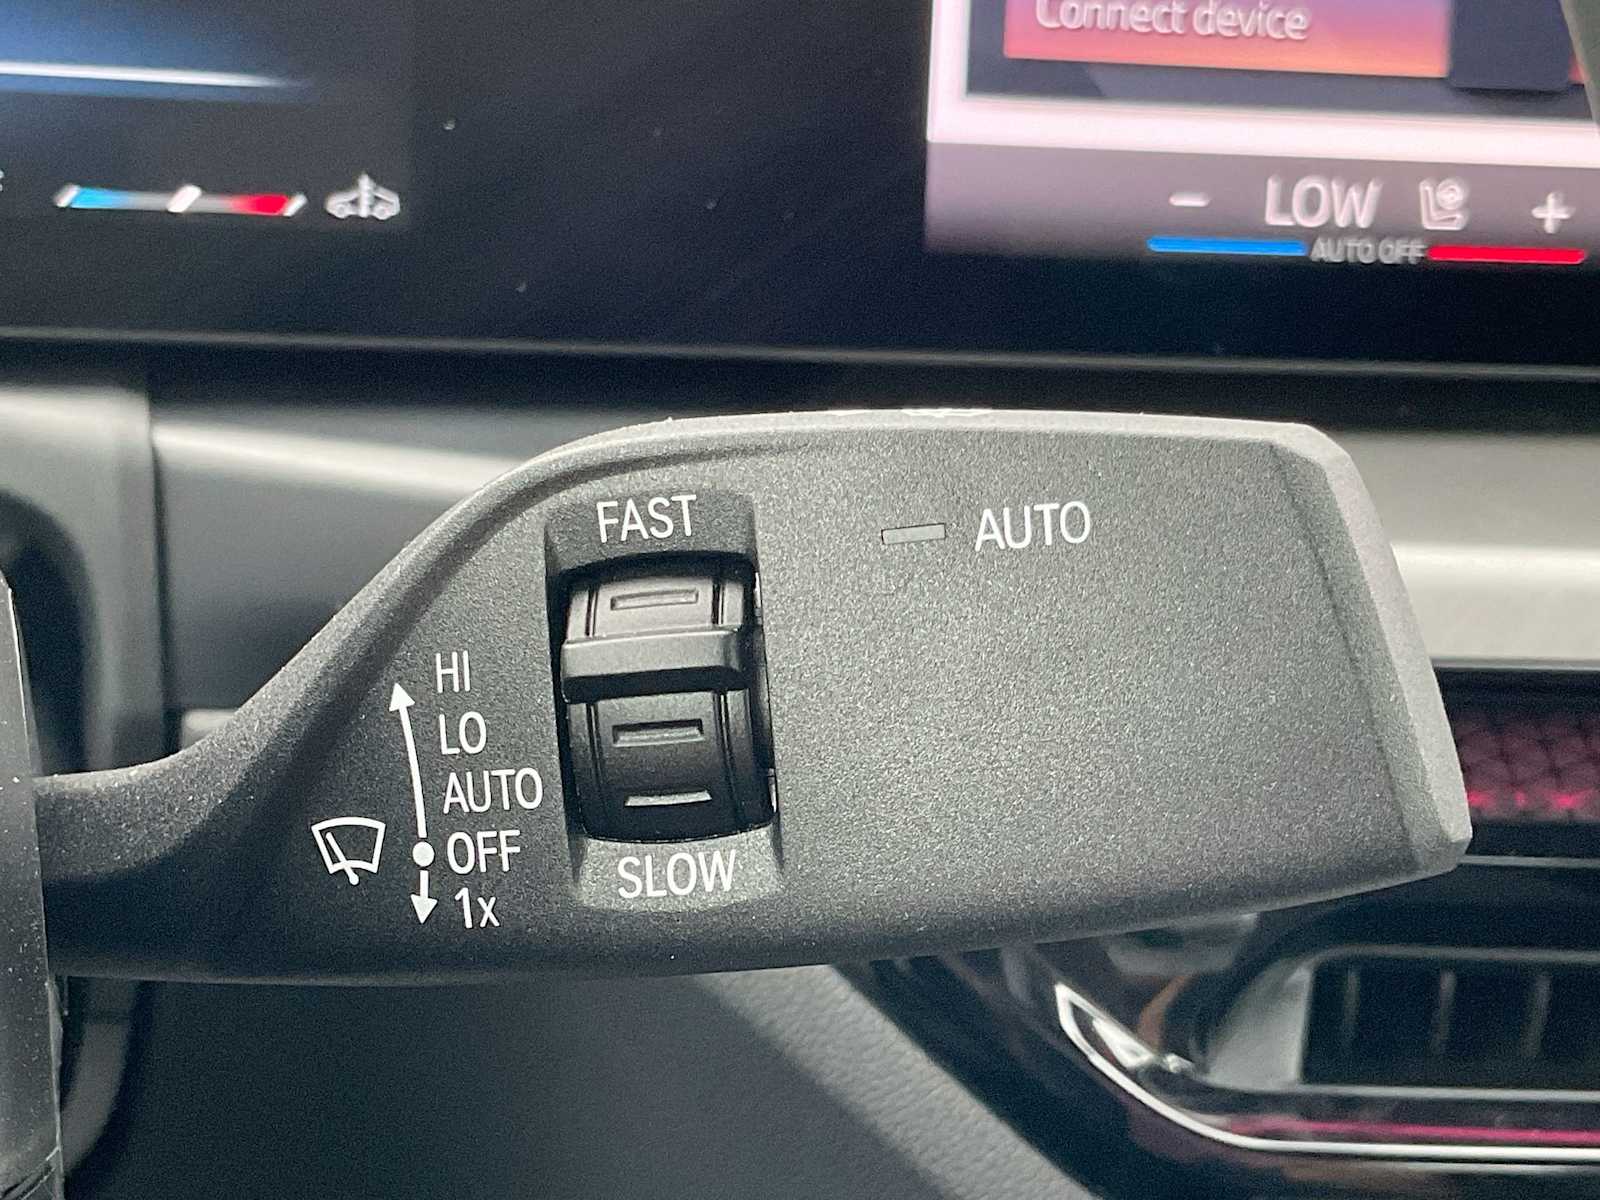 Connect device
- LOW +
AUTO OFF
FAST
AUTO
HI
LO
AUTO
OFF
1x
SLOW